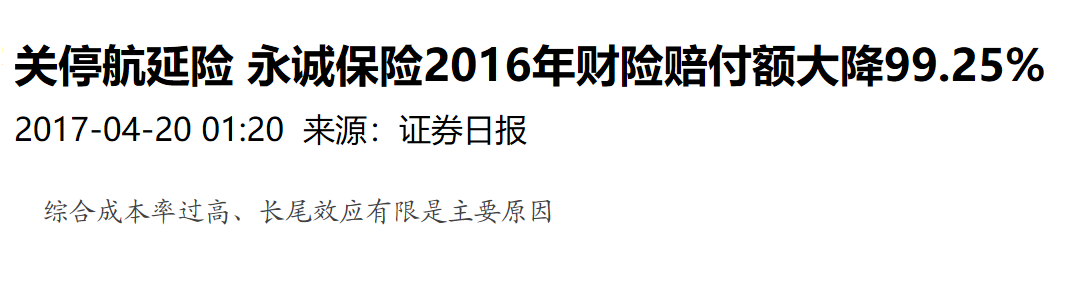 关停航延险 永诚保险2016年财险赔付额大降99.25%
2017-04-20 01:20 来源：证券日报
综合成本率过高、长尾效应有限是主要原因